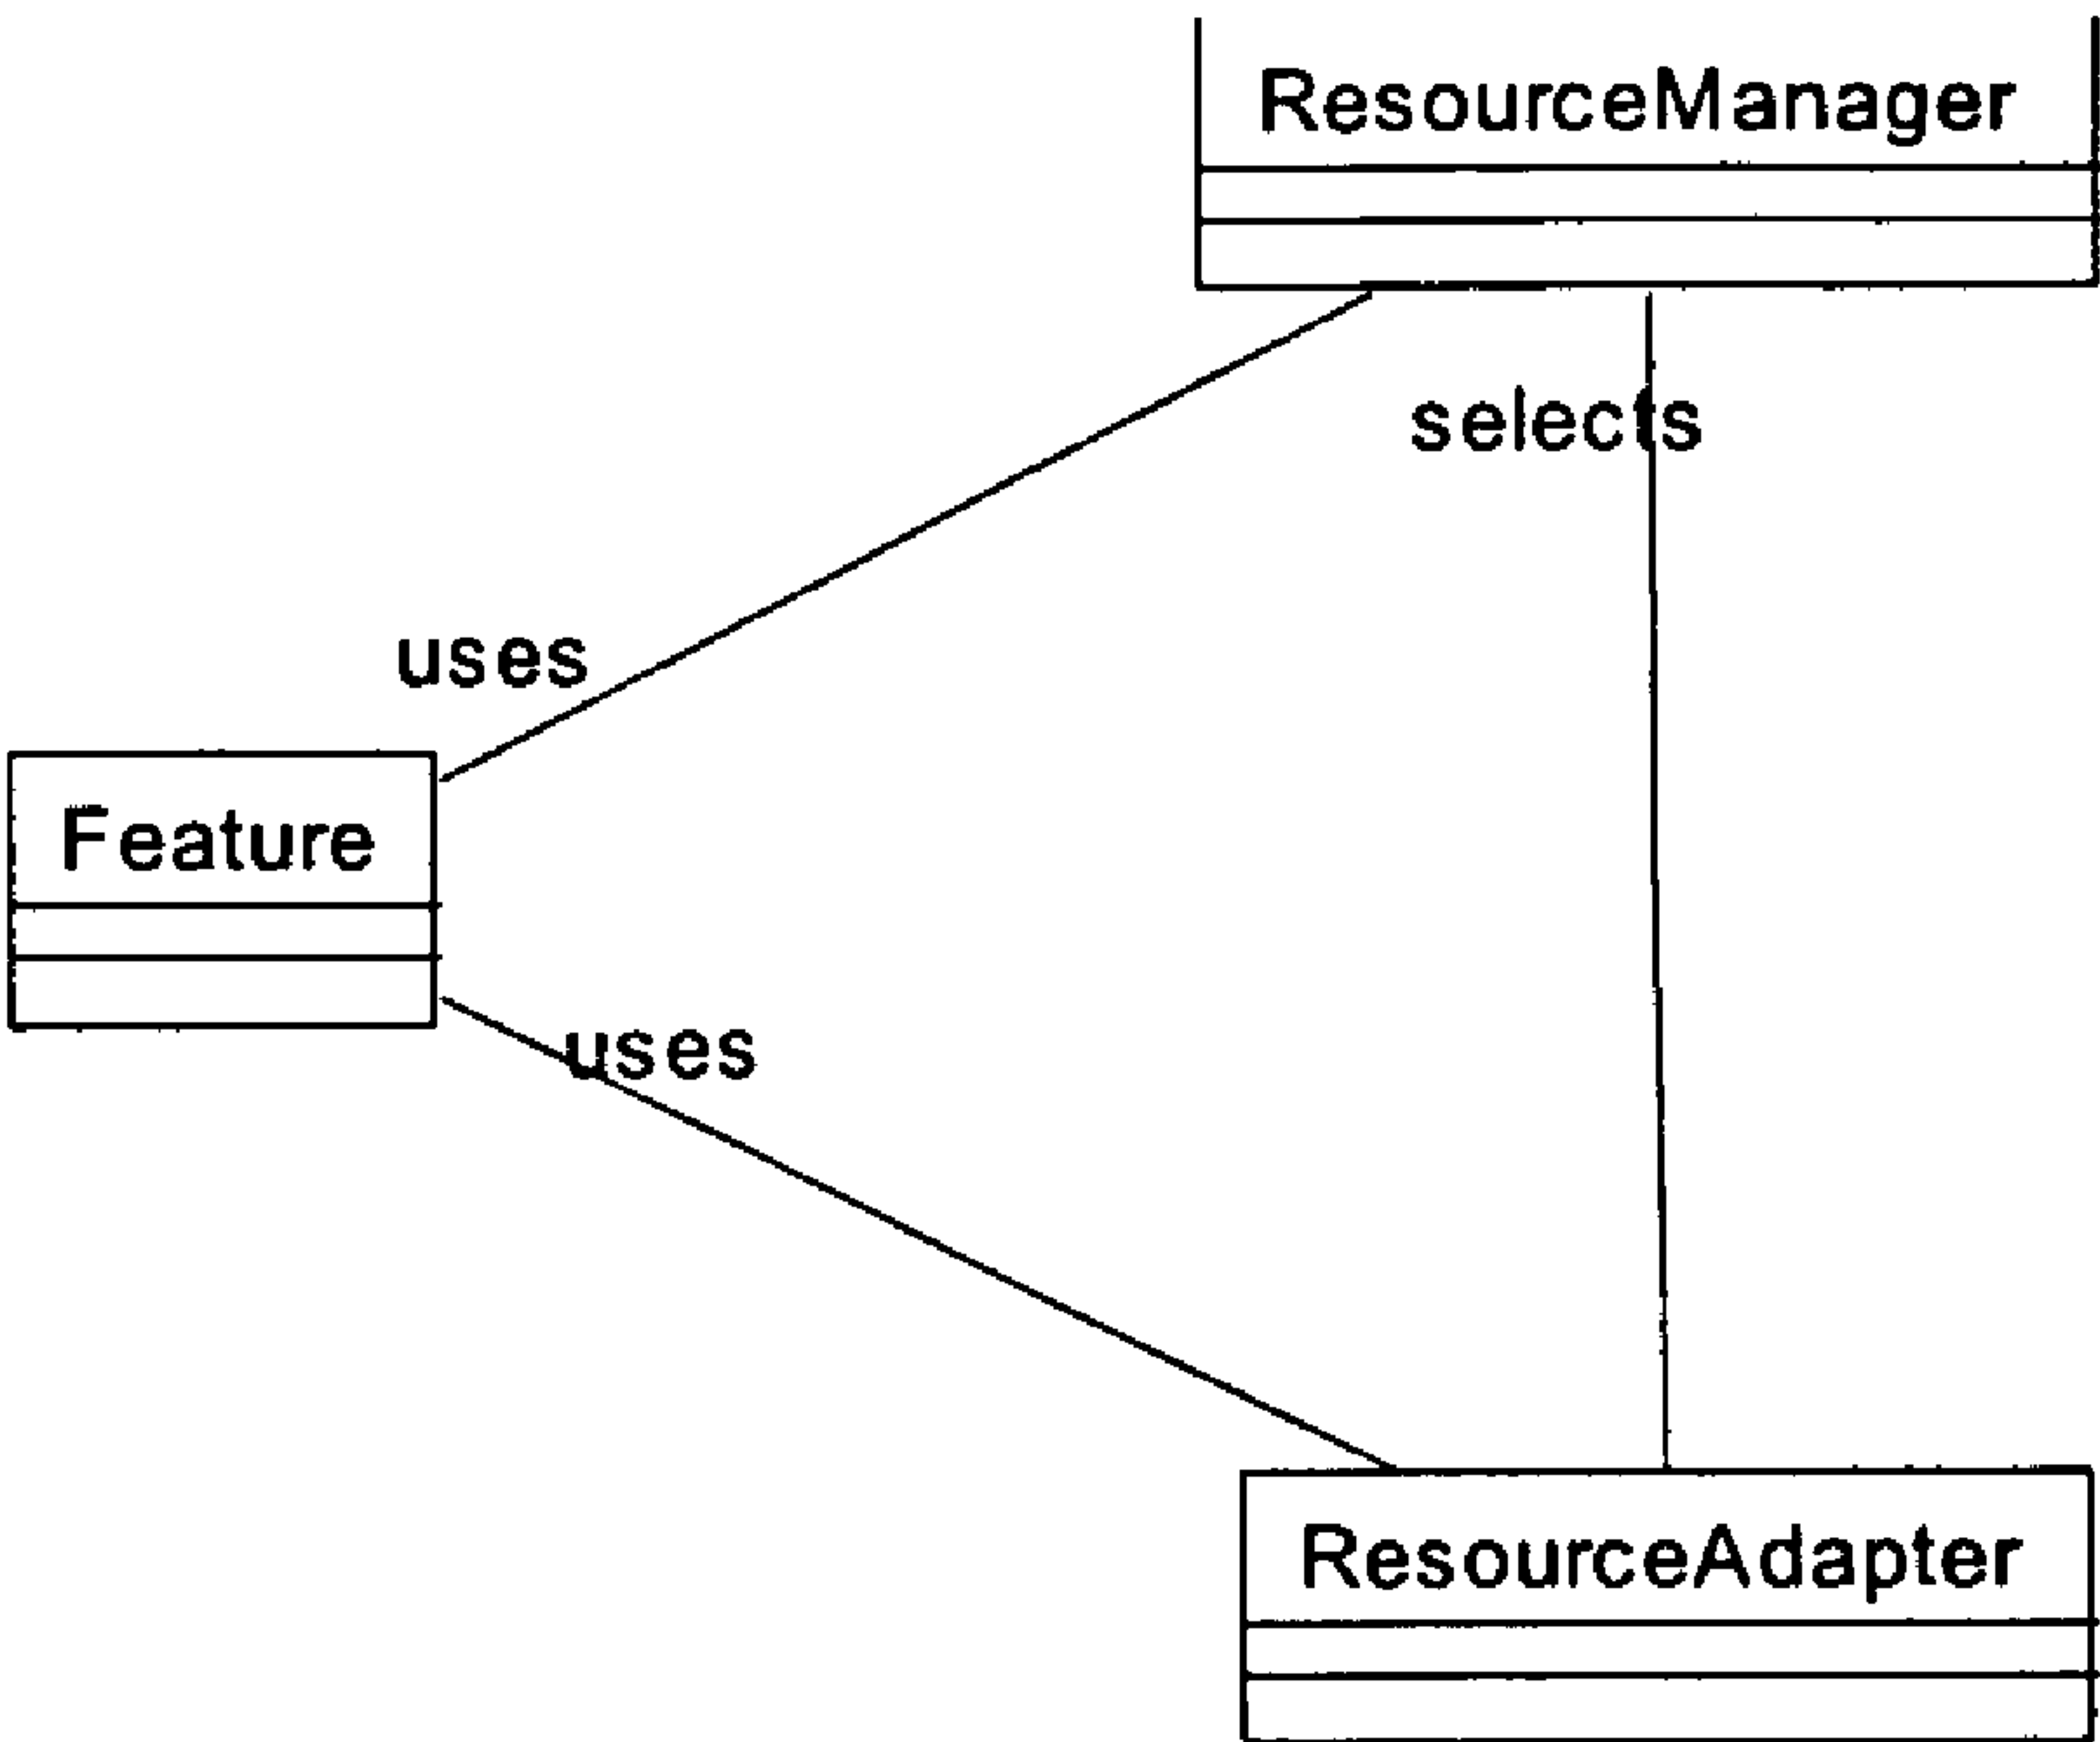 ResourceManager
selects
uses
Feature
uses
ResourceAdapter